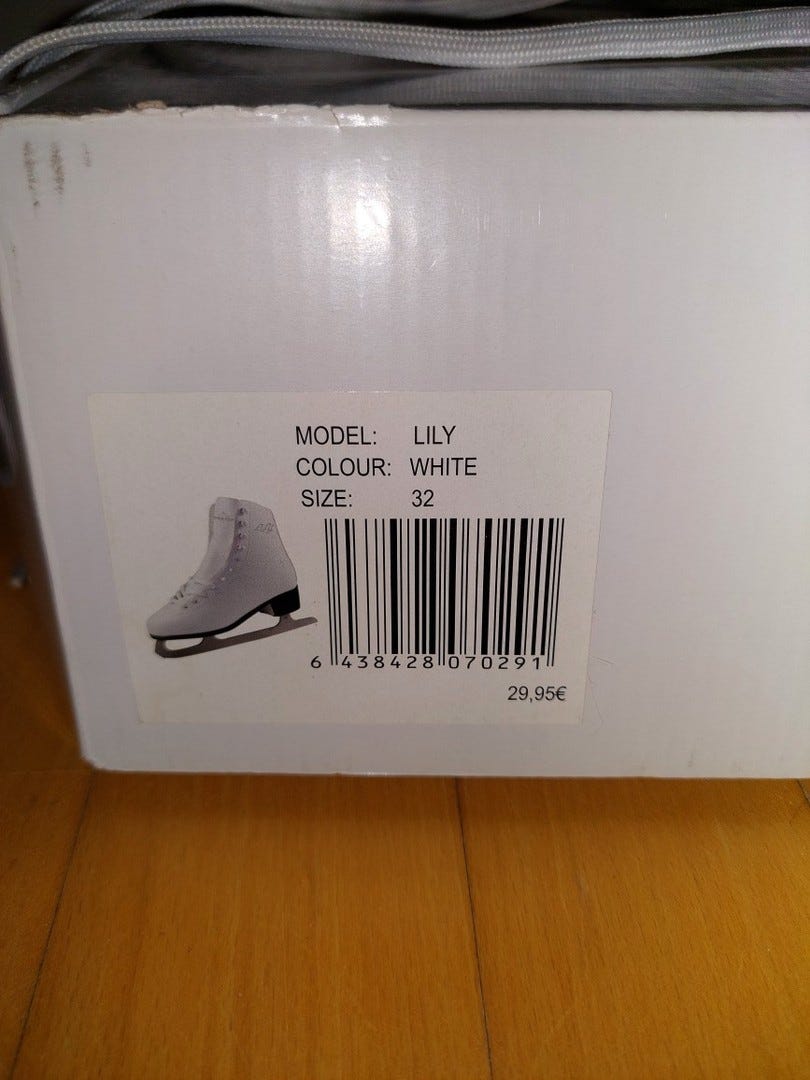 MODEL: LILY
COLOUR: WHITE
SIZE: 32
6 438428 070291
29,95€